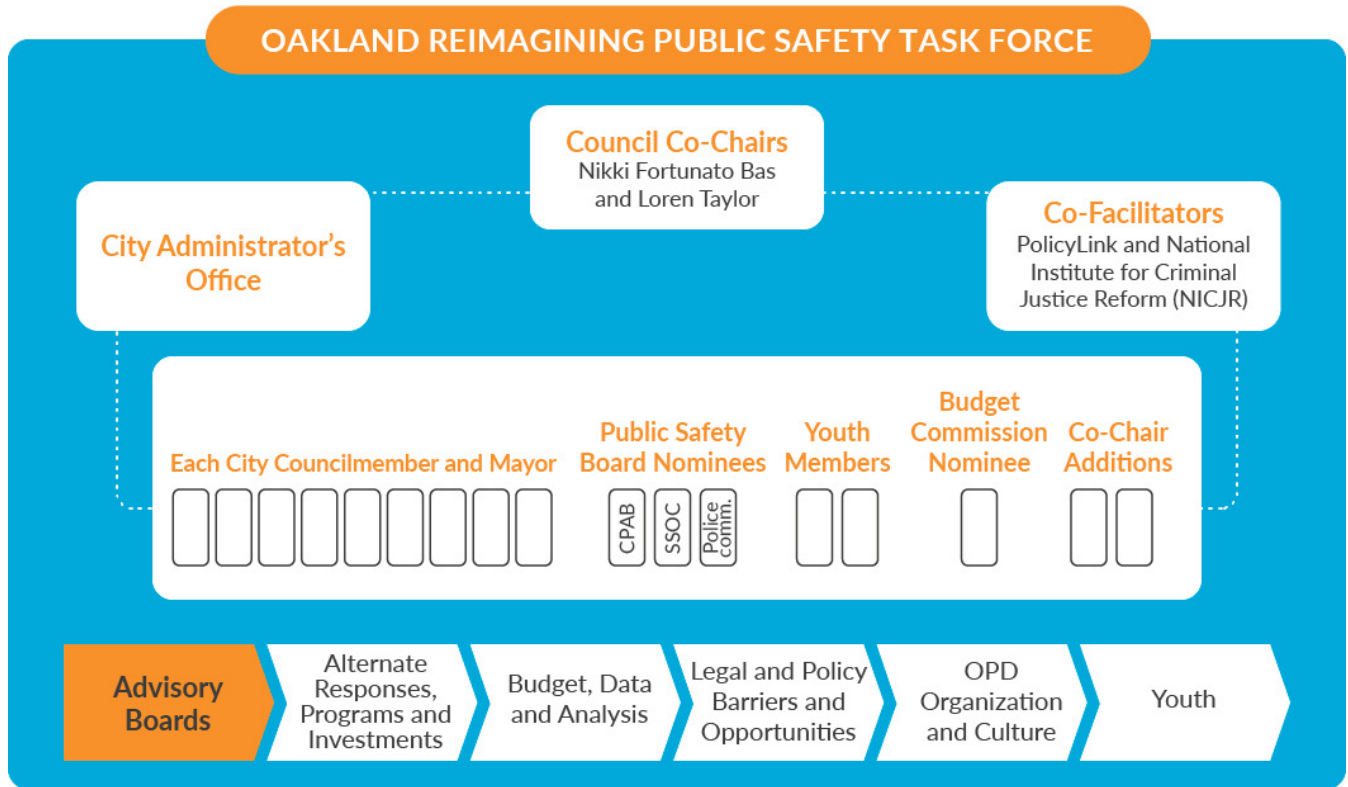 OAKLAND REIMAGINING PUBLIC SAFETY TASK FORCE
Council Co-Chairs
Nikki Fortunato Bas
and Loren Taylor
City Administrator’s
Office
Co-Facilitators
PolicyLink and National
Institute for Criminal
Justice Reform (NICJR)
Each City Councilmember and Mayor
Public Safety
Board Nominees
CPAB
SSOC
Police
comm.
Youth
Members
Budget
Commission
Nominee
Co-Chair
Additions
Advisory
Boards
Alternate
Responses,
Programs and
Investments
Budget, Data
and Analysis
Legal and Policy
Barriers and
Opportunities
OPD
Organization
and Culture
Youth